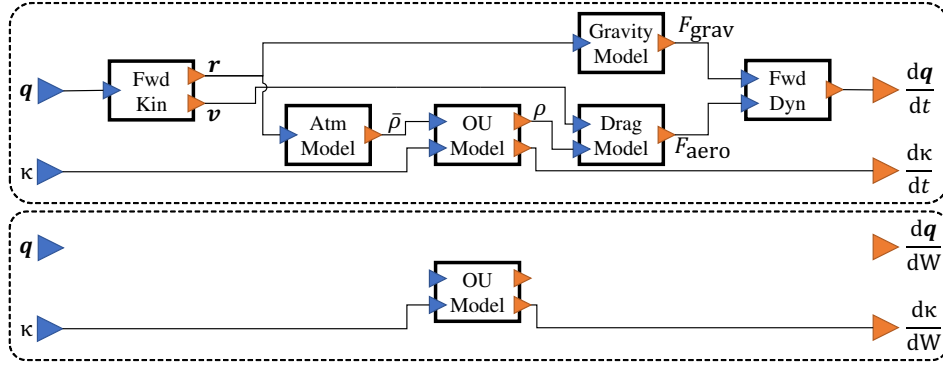 q
Fwd
Kin
r
v
Atm
Model
ρ̄
OU
Model
ρ
Gravity
Model
F_grav
Drag
Model
F_aero
Fwd
Dyn
dq
dt
κ
dκ
dt
q
OU
Model
dq
dW
κ
dκ
dW